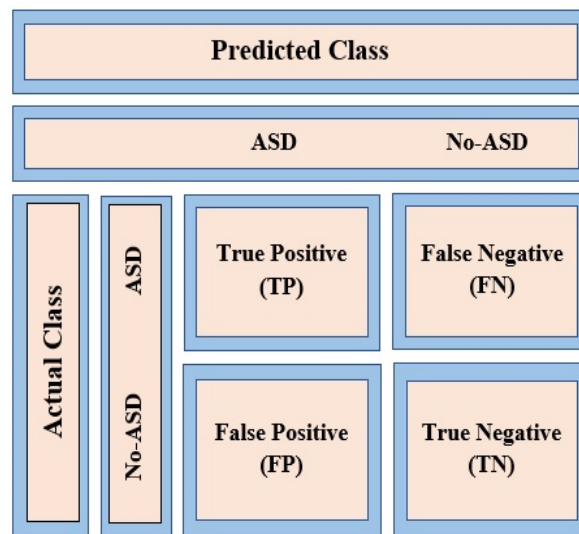 Predicted Class
ASD No-ASD
Actual Class
ASD
True Positive
(TP)
False Negative
(FN)
No-ASD
False Positive
(FP)
True Negative
(TN)